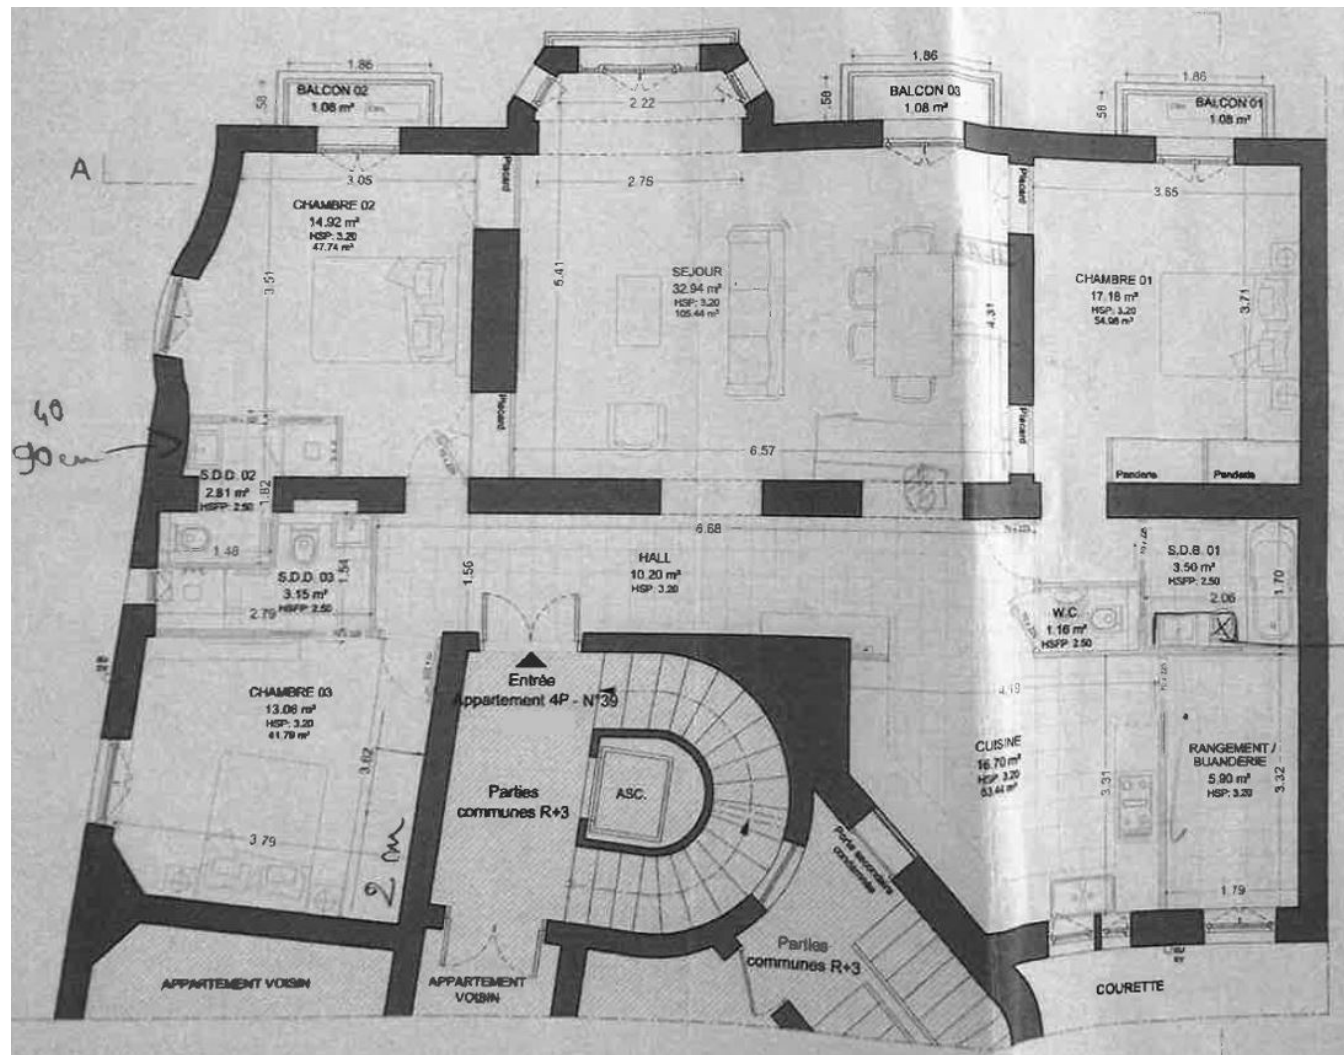 1.86
.58
BALCON 02
1.08 m²
2.22
1.86
.58
BALCON 03
1.08 m²
1.86
.58
BALCON 01
1.08 m²
A
3.05
CHAMBRE 02
14.92 m²
HSP: 3.20
47.74 m³
3.51
Placard
Placard
2.76
5.41
SEJOUR
32.94 m²
HSP: 3.20
105.44 m³
4.31
6.57
Placard
Placard
3.65
CHAMBRE 01
17.18 m²
HSP: 3.20
54.98 m³
3.71
Penderie
Penderie
40
90 cm
S.D.D. 02
2.81 m²
HSFP: 2.50
1.82
1.48
S.D.D. 03
3.15 m²
HSFP: 2.50
1.54
2.79
1.56
6.68
HALL
10.20 m²
HSP: 3.20
S.D.B. 01
3.50 m²
HSFP: 2.50
1.70
2.06
W.C.
1.16 m²
HSFP: 2.50
Entrée
Appartement 4P - N°39
CHAMBRE 03
13.06 m²
HSP: 3.20
41.79 m³
3.62
3.79
2 m
Parties
communes R+3
ASC.
4.19
CUISINE
16.70 m²
HSP: 3.20
53.44 m³
3.31
RANGEMENT /
BUANDERIE
5.90 m²
HSP: 3.20
3.32
1.79
Porte secondaire
condamnée
Parties
communes R+3
APPARTEMENT VOISIN
APPARTEMENT
VOISIN
COURETTE